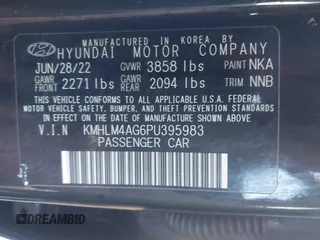 MANUFACTURED IN KOREA BY
HYUNDAI MOTOR COMPANY
JUN/28/22 GVWR 3858 lbs PAINT NKA
GAWR FRONT 2271 lbs GAWR REAR 2094 lbs TRIM NNB
THIS VEHICLE CONFORMS TO ALL APPLICABLE U.S FEDERAL MOTOR
VEHICLE SAFETY, BUMPER, AND THEFT PREVENTION STANDARDS
IN EFFECT ON THE DATE OF MANUFACTURE SHOWN ABOVE.
V.I.N KMHLM4AG6PU395983
PASSENGER CAR
DREAMBID